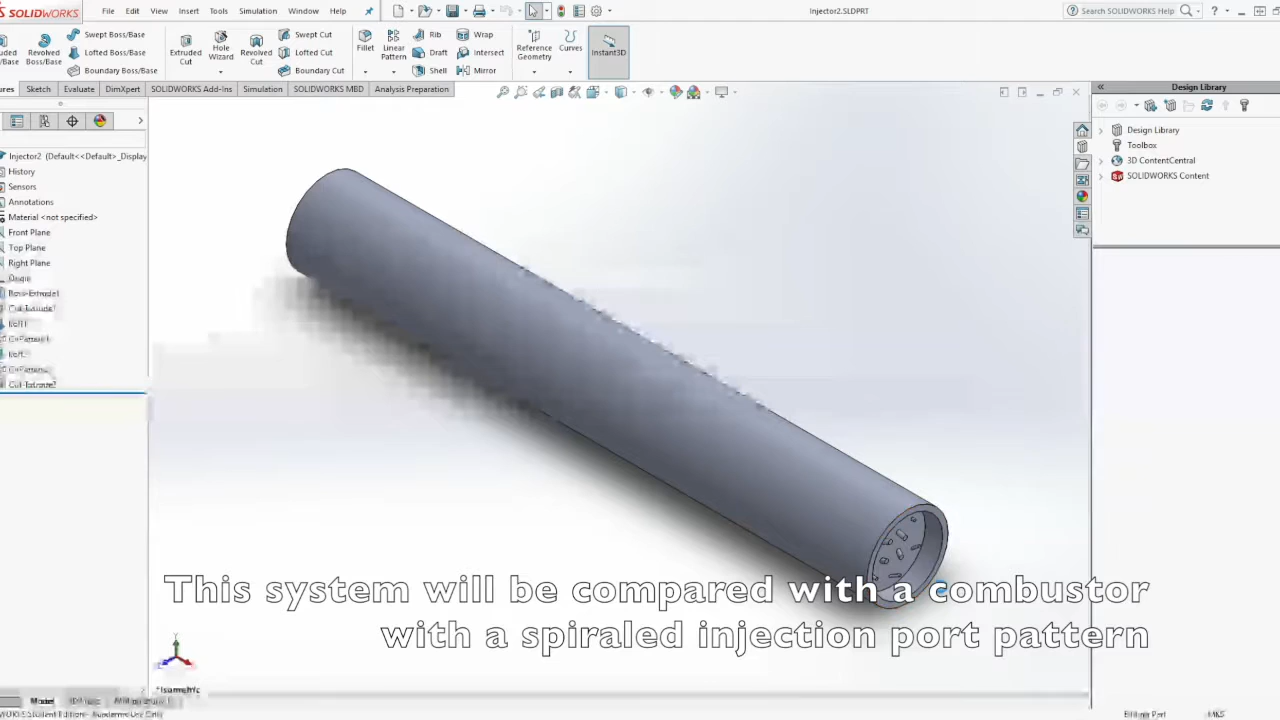 SOLIDWORKS File Edit View Insert Tools Simulation Window Help Injector2.SLDPRT Search SOLIDWORKS Help
Revolved Boss/Base
Swept Boss/Base
Lofted Boss/Base
Boundary Boss/Base
Extruded Cut
Hole Wizard
Revolved Cut
Swept Cut
Lofted Cut
Boundary Cut
Fillet
Linear Pattern
Rib
Draft
Shell
Wrap
Intersect
Mirror
Reference Geometry
Curves
Instant3D
Sketch Evaluate DimXpert SOLIDWORKS Add-Ins Simulation SOLIDWORKS MBD Analysis Preparation
Design Library
Design Library
Toolbox
3D ContentCentral
SOLIDWORKS Content
Injector2 (Default<<Default>_Display
History
Sensors
Annotations
Material <not specified>
Front Plane
Top Plane
Right Plane
Origin
This system will be compared with a combustor
with a spiraled injection port pattern
*Isometric
Model